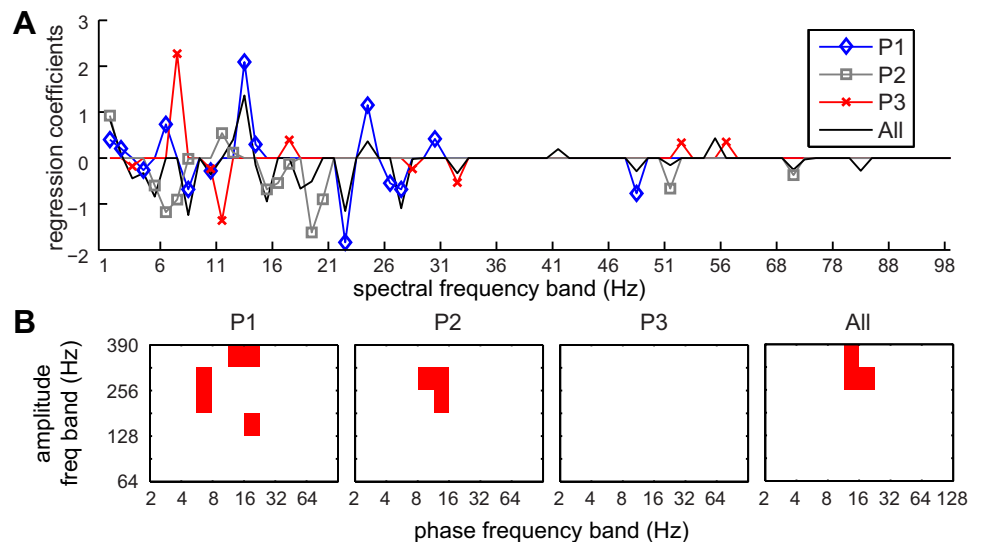 A
regression coefficients
3
2
1
0
−1
−2
P1
P2
P3
All
1 6 11 16 21 26 31 36 41 46 51 56 68 78 88 98
spectral frequency band (Hz)
B
P1 P2 P3 All
amplitude
freq band (Hz)
390
256
128
64
2 4 8 16 32 64 2 4 8 16 32 64 2 4 8 16 32 64 2 4 8 16 32 64 128
phase frequency band (Hz)